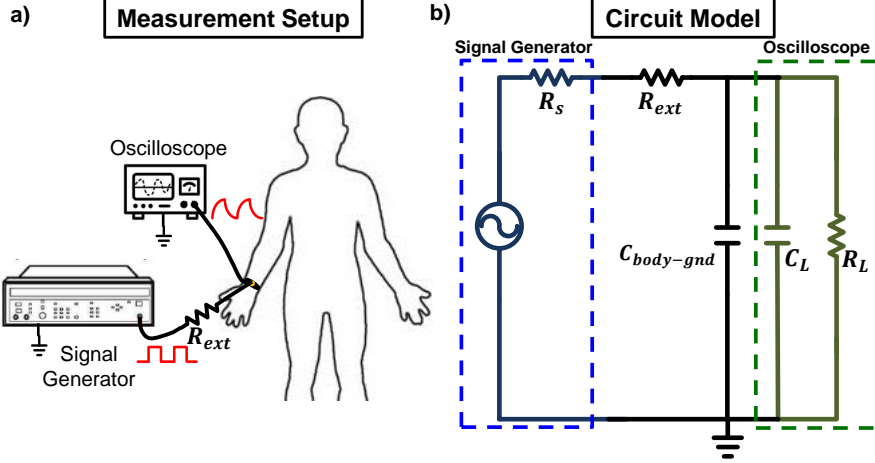 a)
Measurement Setup
Oscilloscope
R_ext
Signal
Generator
b)
Circuit Model
Signal Generator
Oscilloscope
R_s
R_ext
C_body-gnd
C_L
R_L